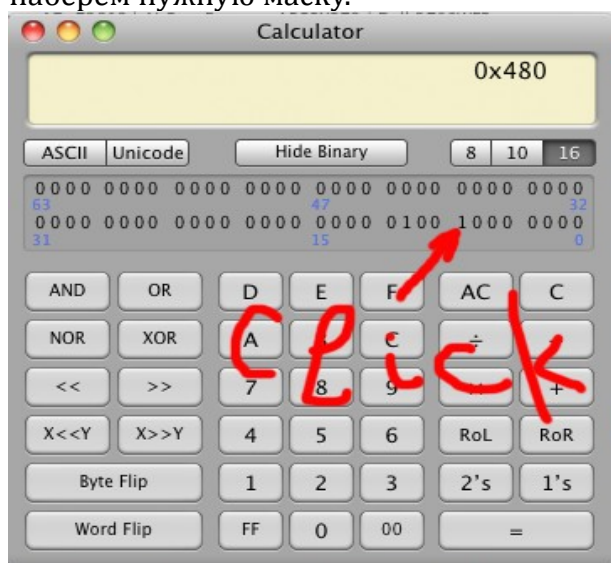 наберем нужную маску.
Calculator
0x480
ASCII Unicode Hide Binary 8 10 16
0000 0000 0000 0000 0000 0000 0000 0000
63 47 32
0000 0000 0000 0000 0000 0100 1000 0000
31 15 0
AND OR D E F AC C
NOR XOR A C ÷
Click
<< >> 7 8 9 +
X<<Y X>>Y 4 5 6 RoL RoR
Byte Flip 1 2 3 2's 1's
Word Flip FF 0 00 =